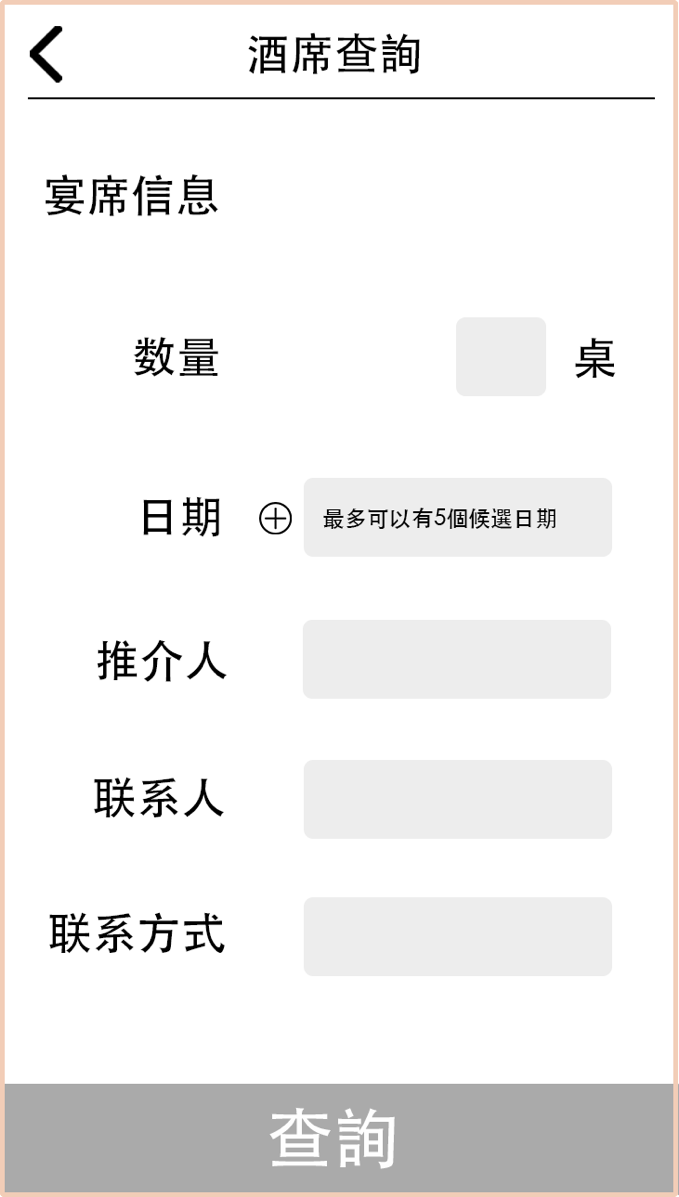 酒席查詢
宴席信息
数量 桌
日期 最多可以有5個候選日期
推介人
联系人
联系方式
查詢